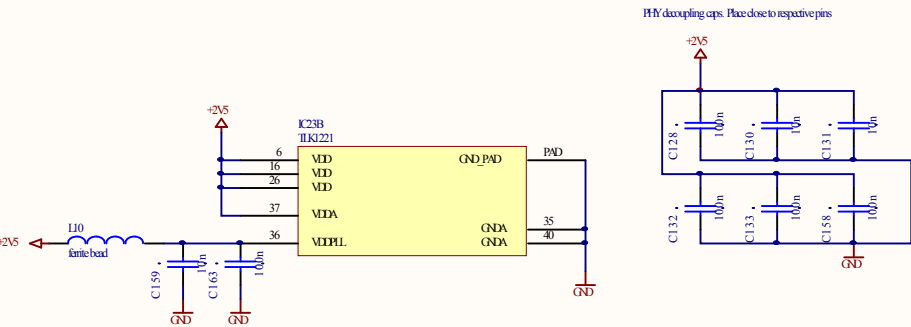 PHY decoupling caps. Place close to respective pins
+2V5
+2V5
IC23B
TLK1221
6 VDD GND_PAD PAD
16 VDD
26 VDD
37 VDDA
GNDA 35
36 VDDPLL GNDA 40
+2V5
L10
ferrite bead
C159
C163
GND
GND
GND
C128
C130
C131
C132
C133
C158
GND